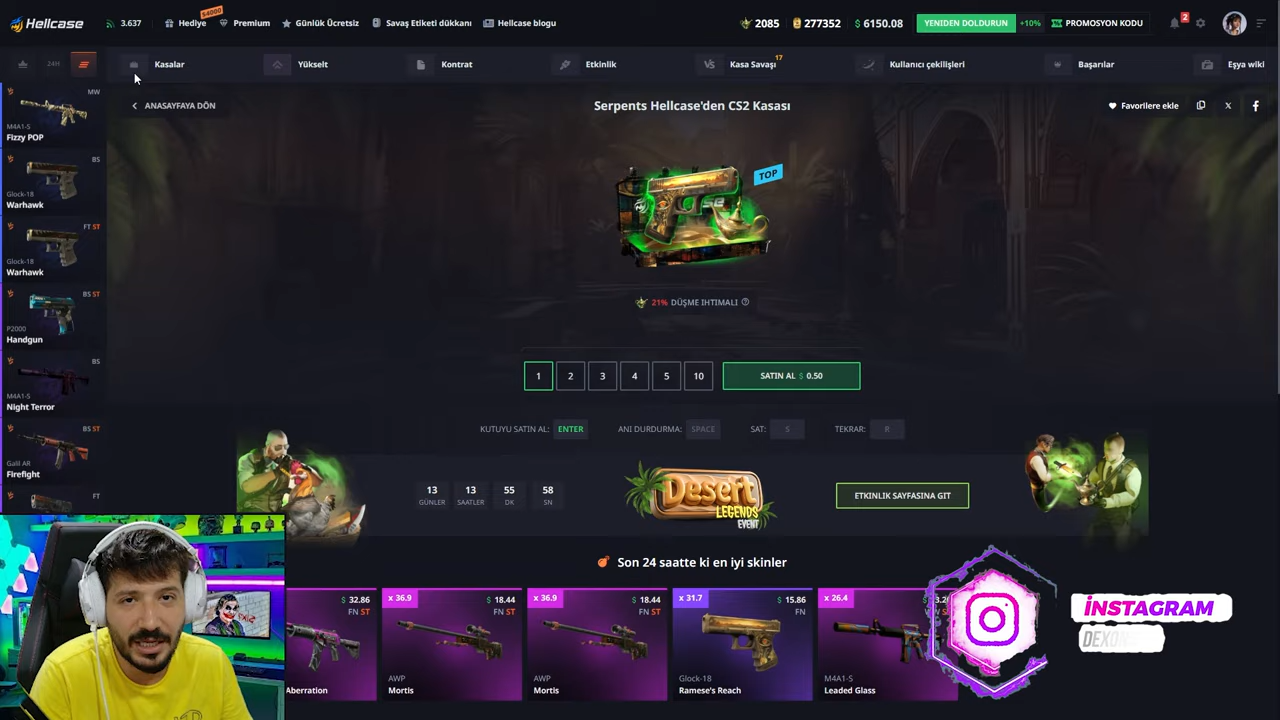 Hellcase
3.637
Hediye
$4000
Premium
Günlük Ücretsiz
Savaş Etiketi dükkanı
Hellcase blogu
2085
277352
$ 6150.08
YENİDEN DOLDURUN
+10%
PROMOSYON KODU
2
24H
Kasalar
Yükselt
Kontrat
Etkinlik
VS
Kasa Savaşı
17
Kullanıcı çekilişleri
Başarılar
Eşya wiki
ANASAYFAYA DÖN
Serpents Hellcase'den CS2 Kasası
Favorilere ekle
MW
M4A1-S
Fizzy POP
BS
Glock-18
Warhawk
FT ST
Glock-18
Warhawk
BS ST
P2000
Handgun
BS
M4A1-S
Night Terror
BS ST
Galil AR
Firefight
FT
TOP
21% DÜŞME IHTIMALI
1
2
3
4
5
10
SATIN AL $ 0.50
KUTUYU SATIN AL: ENTER
ANI DURDURMA: SPACE
SAT: S
TEKRAR: R
13
GÜNLER
13
SAATLER
55
DK
58
SN
Desert
LEGENDS
EVENT
ETKINLIK SAYFASINA GIT
Son 24 saatte ki en iyi skinler
$ 32.86
FN ST
Aberration
x 36.9
$ 18.44
FN ST
AWP
Mortis
x 36.9
$ 18.44
FN ST
AWP
Mortis
x 31.7
$ 15.86
FN
Glock-18
Ramese's Reach
x 26.4
M4A1-S
Leaded Glass
İNSTAGRAM